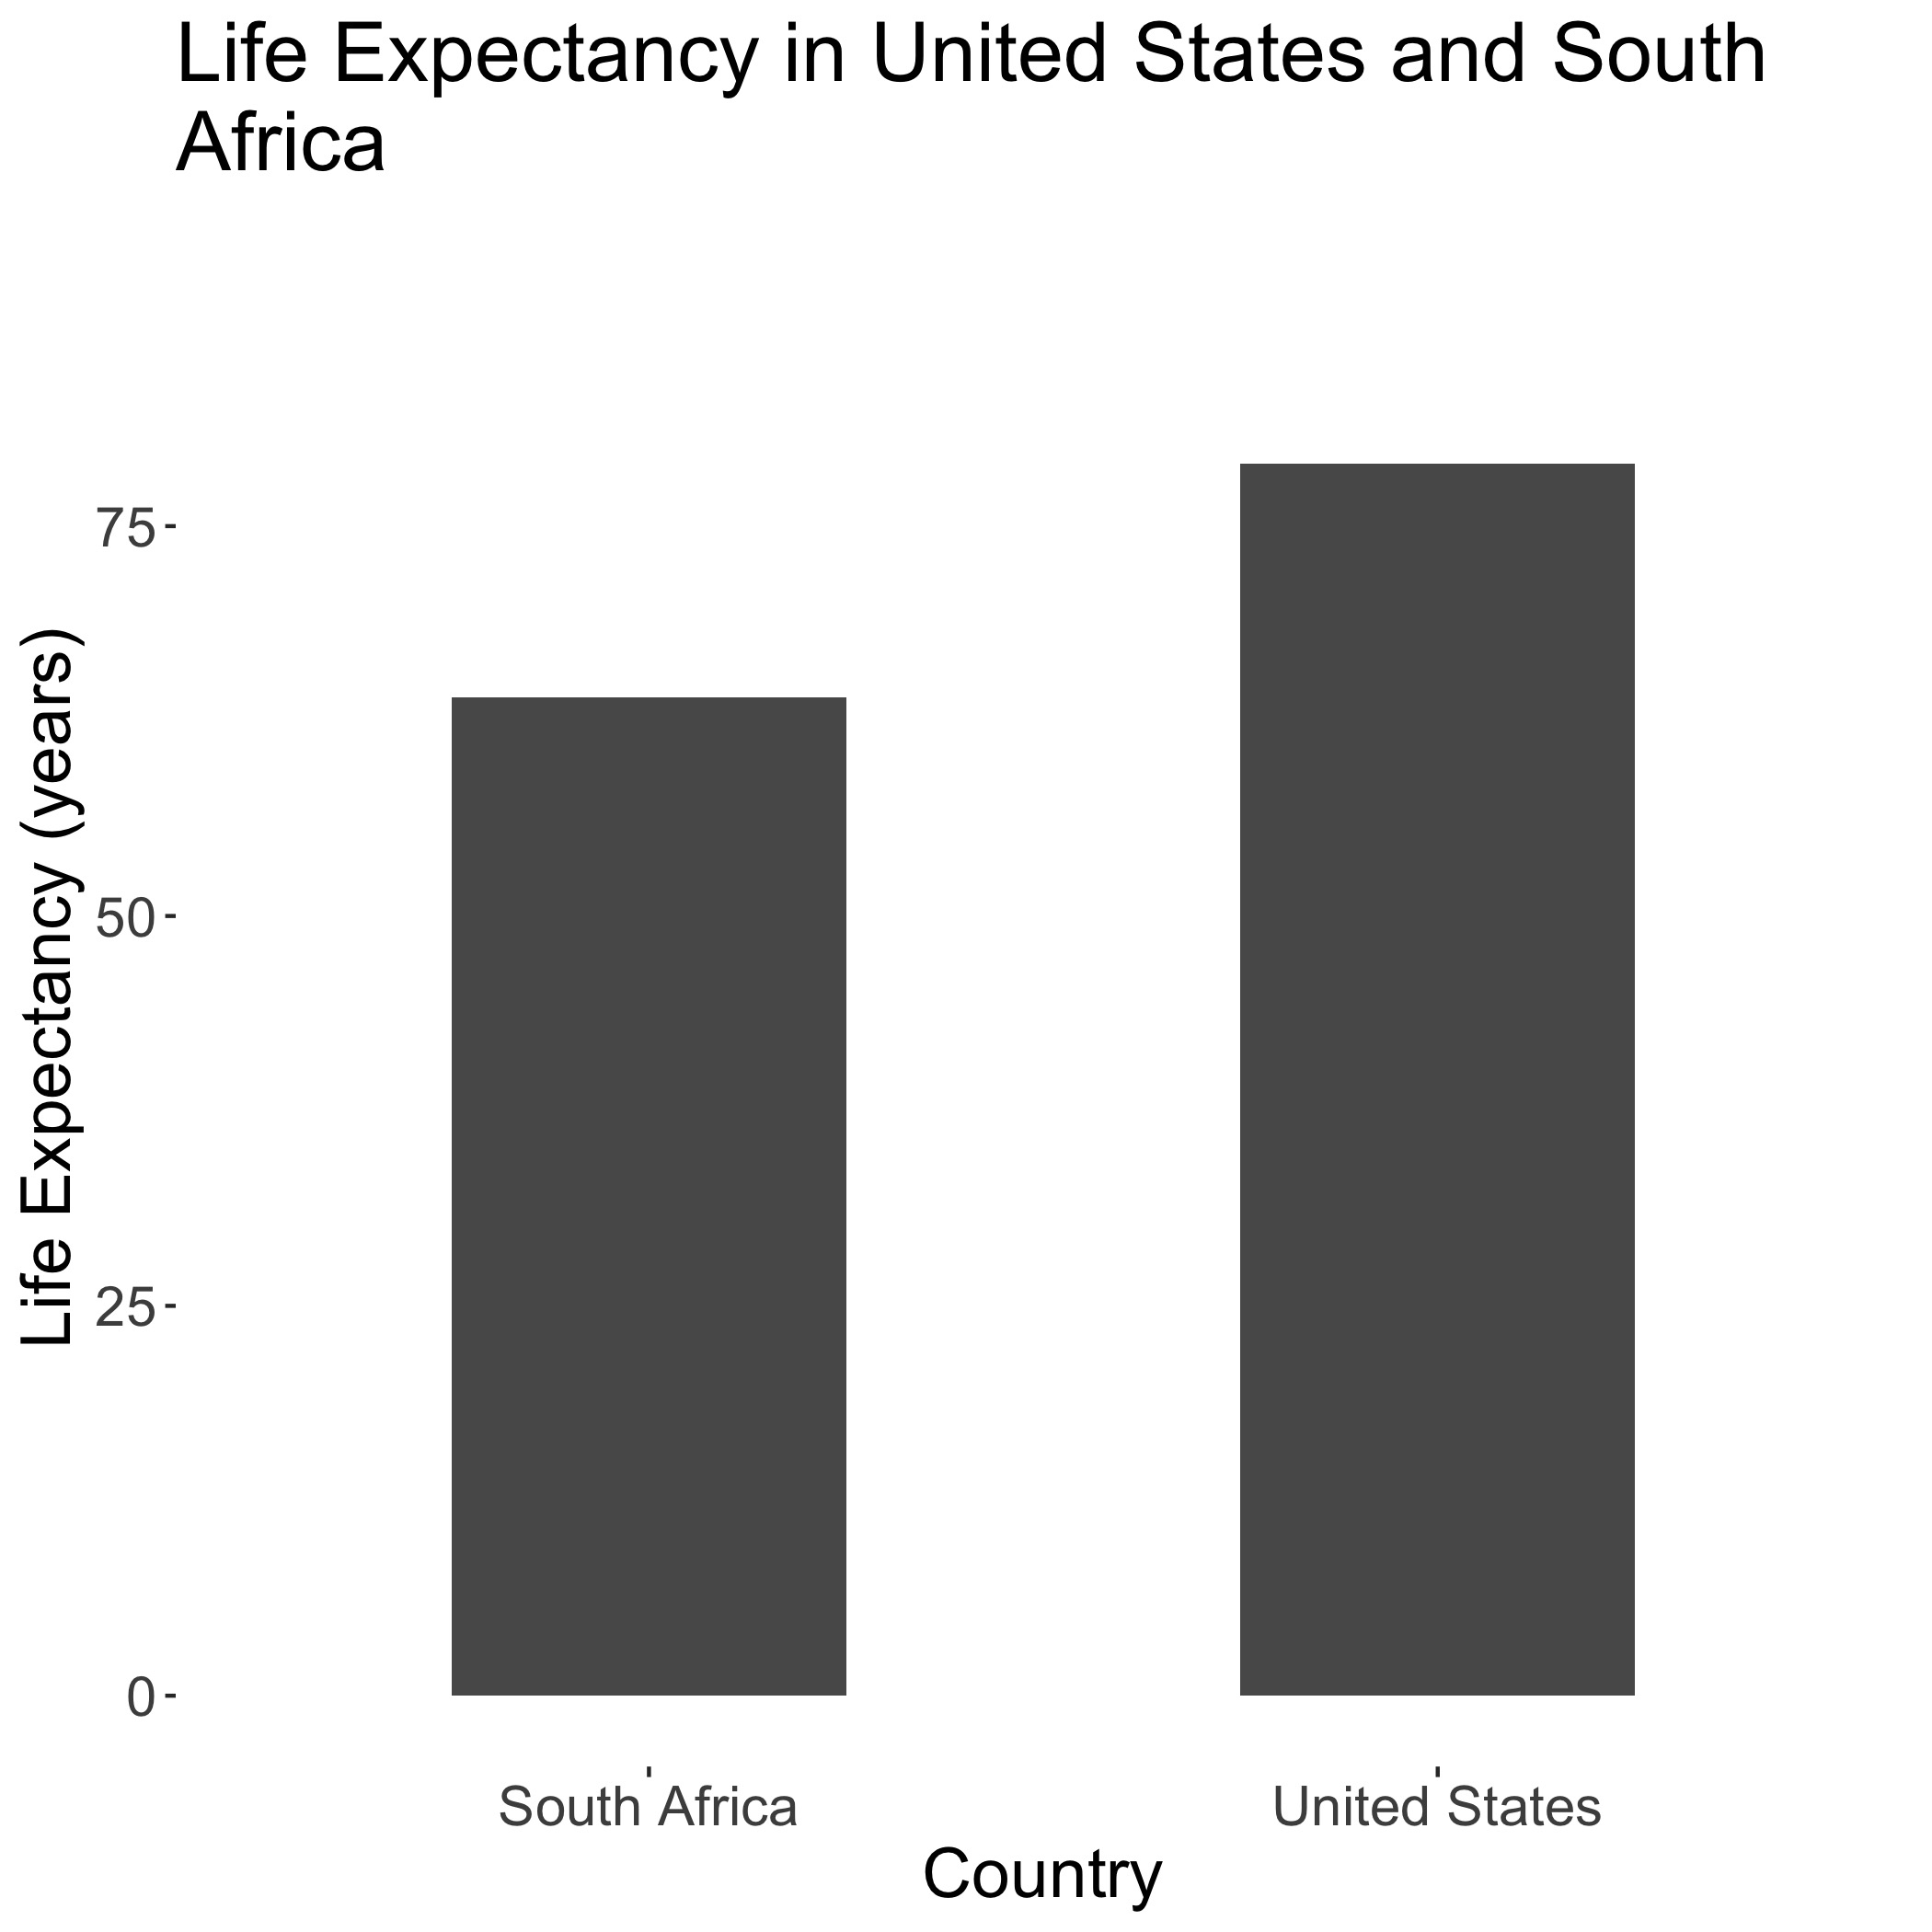 Life Expectancy in United States and South
Africa
Life Expectancy (years)
75
50
25
0
South Africa
United States
Country